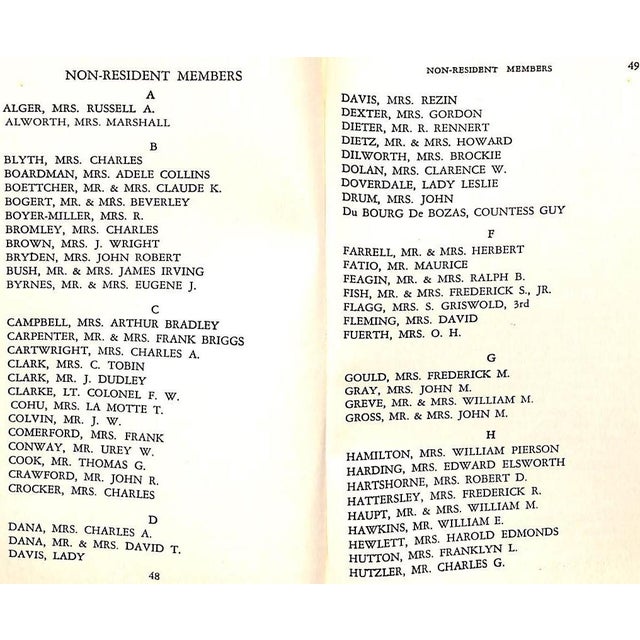 NON-RESIDENT MEMBERS
A
ALGER, MRS. RUSSELL A.
ALWORTH, MRS. MARSHALL
B
BLYTH, MRS. CHARLES
BOARDMAN, MRS. ADELE COLLINS
BOETTCHER, MR. & MRS. CLAUDE K.
BOGERT, MR. & MRS. BEVERLEY
BOYER-MILLER, MRS. R.
BROMLEY, MRS. CHARLES
BROWN, MRS. J. WRIGHT
BRYDEN, MRS. JOHN ROBERT
BUSH, MR. & MRS. JAMES IRVING
BYRNES, MR. & MRS. EUGENE J.
C
CAMPBELL, MRS. ARTHUR BRADLEY
CARPENTER, MR. & MRS. FRANK BRIGGS
CARTWRIGHT, MRS. CHARLES A.
CLARK, MRS. C. TOBIN
CLARK, MR. J. DUDLEY
CLARKE, LT. COLONEL F. W.
COHU, MRS. LA MOTTE T.
COLVIN, MR. J. W.
COMERFORD, MRS. FRANK
CONWAY, MR. UREY W.
COOK, MR. THOMAS G.
CRAWFORD, MR. JOHN R.
CROCKER, MRS. CHARLES
D
DANA, MRS. CHARLES A.
DANA, MR. & MRS. DAVID T.
DAVIS, LADY
48
NON-RESIDENT MEMBERS 49
DAVIS, MRS. REZIN
DEXTER, MRS. GORDON
DIETER, MR. R. RENNERT
DIETZ, MR. & MRS. HOWARD
DILWORTH, MRS. BROCKIE
DOLAN, MRS. CLARENCE W.
DOVERDALE, LADY LESLIE
DRUM, MRS. JOHN
Du BOURG De BOZAS, COUNTESS GUY
F
FARRELL, MR. & MRS. HERBERT
FATIO, MR. MAURICE
FEAGIN, MR. & MRS. RALPH B.
FISH, MR. & MRS. FREDERICK S., JR.
FLAGG, MRS. S. GRISWOLD, 3rd
FLEMING, MRS. DAVID
FUERTH, MRS. O. H.
G
GOULD, MRS. FREDERICK M.
GRAY, MRS. JOHN M.
GREVE, MR. & MRS. WILLIAM M.
GROSS, MR. & MRS. JOHN M.
H
HAMILTON, MRS. WILLIAM PIERSON
HARDING, MRS. EDWARD ELSWORTH
HARTSHORNE, MRS. ROBERT D.
HATTERSLEY, MRS. FREDERICK R.
HAUPT, MR. & MRS. WILLIAM M.
HAWKINS, MR. WILLIAM E.
HEWLETT, MRS. HAROLD EDMONDS
HUTTON, MRS. FRANKLYN L.
HUTZLER, MR. CHARLES G.